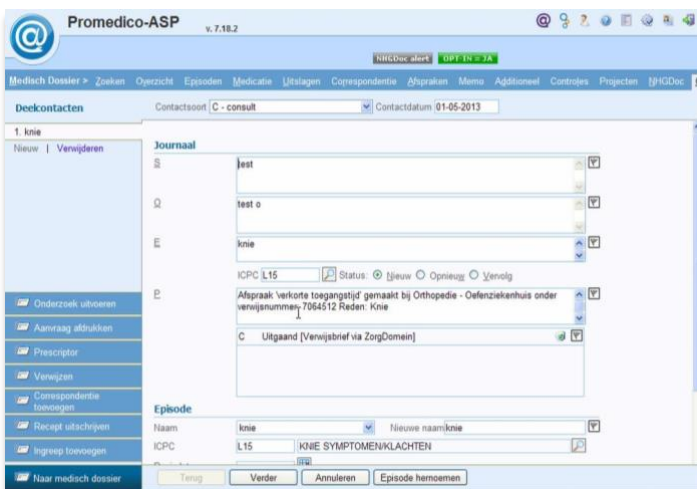 Promedico-ASP v. 7.18.2
NHGDoc alert OPT-IN = JA
Medisch Dossier > Zoeken Overzicht Episoden Medicatie Uitslagen Correspondentie Afspraken Memo Additioneel Controles Projecten NHGDoc
Deelcontacten
Contactsoort C - consult Contactdatum 01-05-2013
1. knie
Nieuw | Verwijderen
Journaal
S test
O test o
E knie
ICPC L15 Status: Nieuw Opnieuw Vervolg
P Afspraak 'verkorte toegangstijd' gemaakt bij Orthopedie - Oefenziekenhuis onder
verwijsnummer 7064512 Reden: Knie
C Uitgaand [Verwijsbrief via ZorgDomein]
Onderzoek uitvoeren
Aanvraag afdrukken
Prescriptor
Verwijzen
Correspondentie
toevoegen
Recept uitschrijven
Ingreep toevoegen
Naar medisch dossier
Episode
Naam knie Nieuwe naam knie
ICPC L15 KNIE SYMPTOMEN/KLACHTEN
Terug Verder Annuleren Episode hernoemen